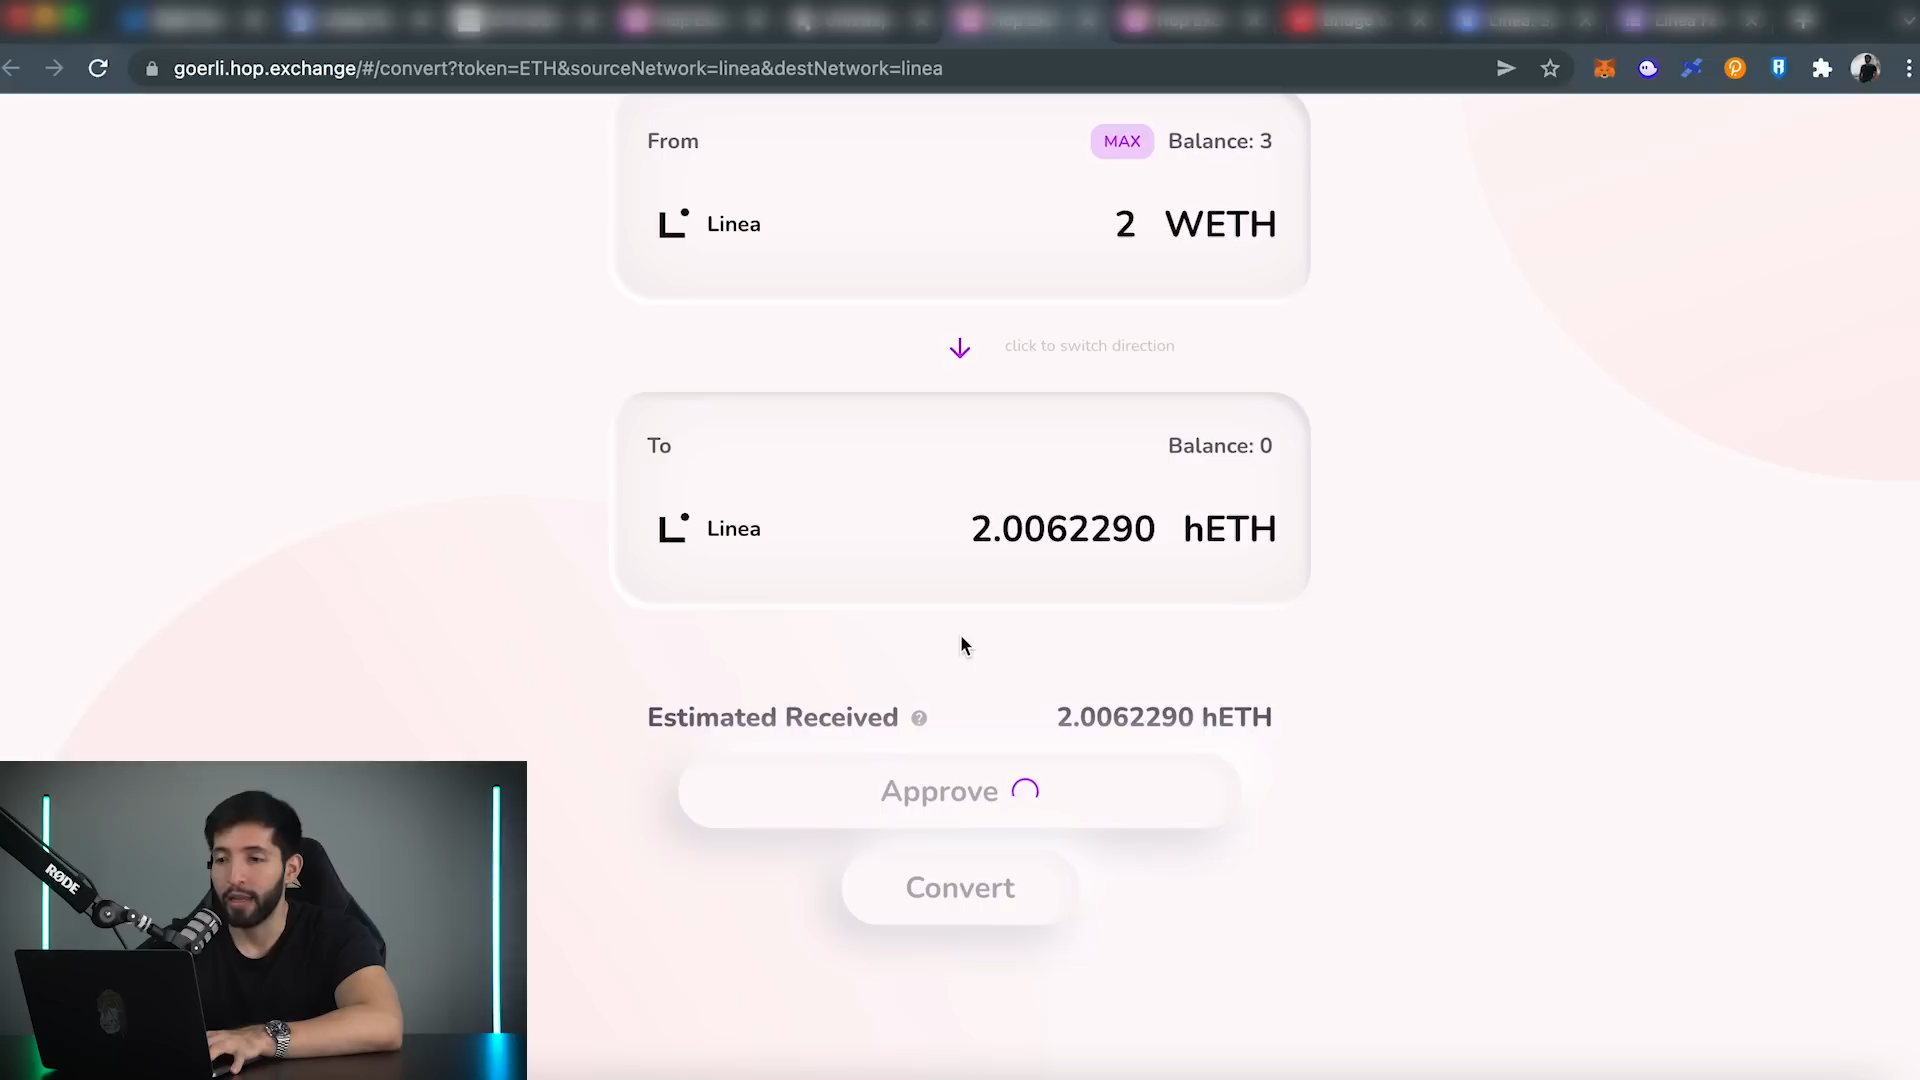 goerli.hop.exchange/#/convert?token=ETH&sourceNetwork=linea&destNetwork=linea
From
MAX Balance: 3
Linea
2 WETH
click to switch direction
To
Balance: 0
Linea
2.0062290 hETH
Estimated Received ?
2.0062290 hETH
Approve
Convert
RØDE